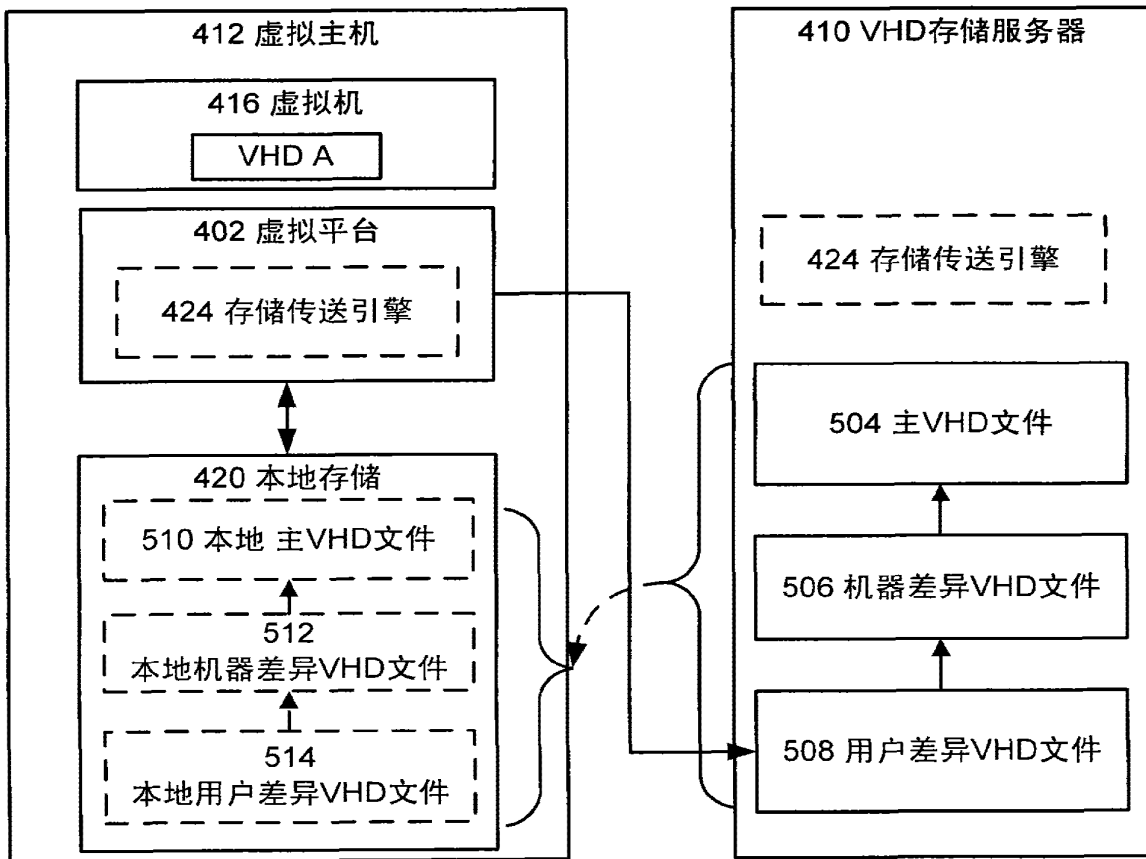 412 虚拟主机
416 虚拟机
VHD A
402 虚拟平台
424 存储传送引擎
420 本地存储
510 本地 主VHD文件
512
本地机器差异VHD文件
514
本地用户差异VHD文件
410 VHD存储服务器
424 存储传送引擎
504 主VHD文件
506 机器差异VHD文件
508 用户差异VHD文件